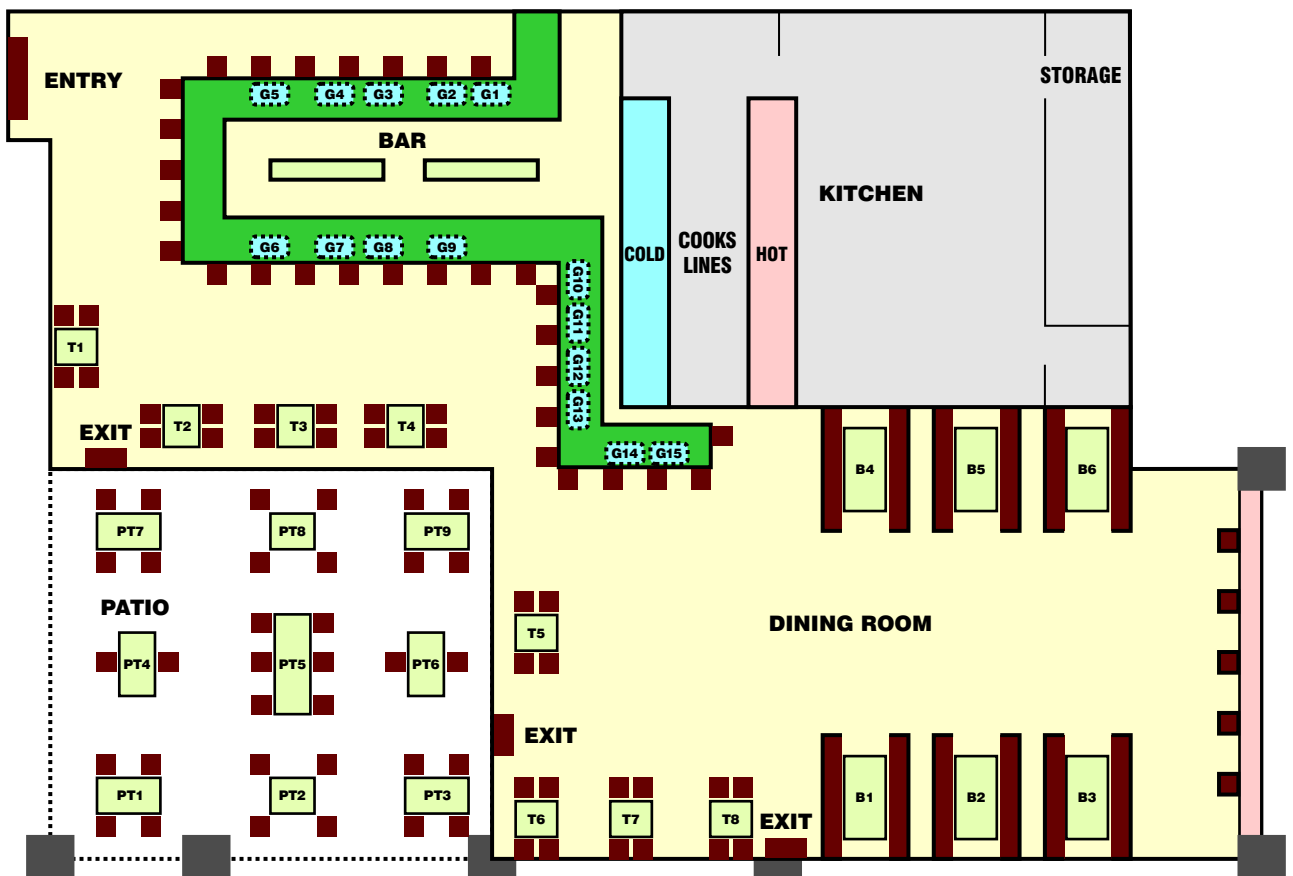 ENTRY
STORAGE
G5
G4
G3
G2
G1
BAR
KITCHEN
COLD
COOKS
LINES
HOT
G6
G7
G8
G9
G10
G11
G12
G13
G14
G15
T1
T2
T3
T4
EXIT
B4
B5
B6
PT7
PT8
PT9
PATIO
PT4
PT5
PT6
T5
DINING ROOM
EXIT
PT1
PT2
PT3
T6
T7
T8
EXIT
B1
B2
B3